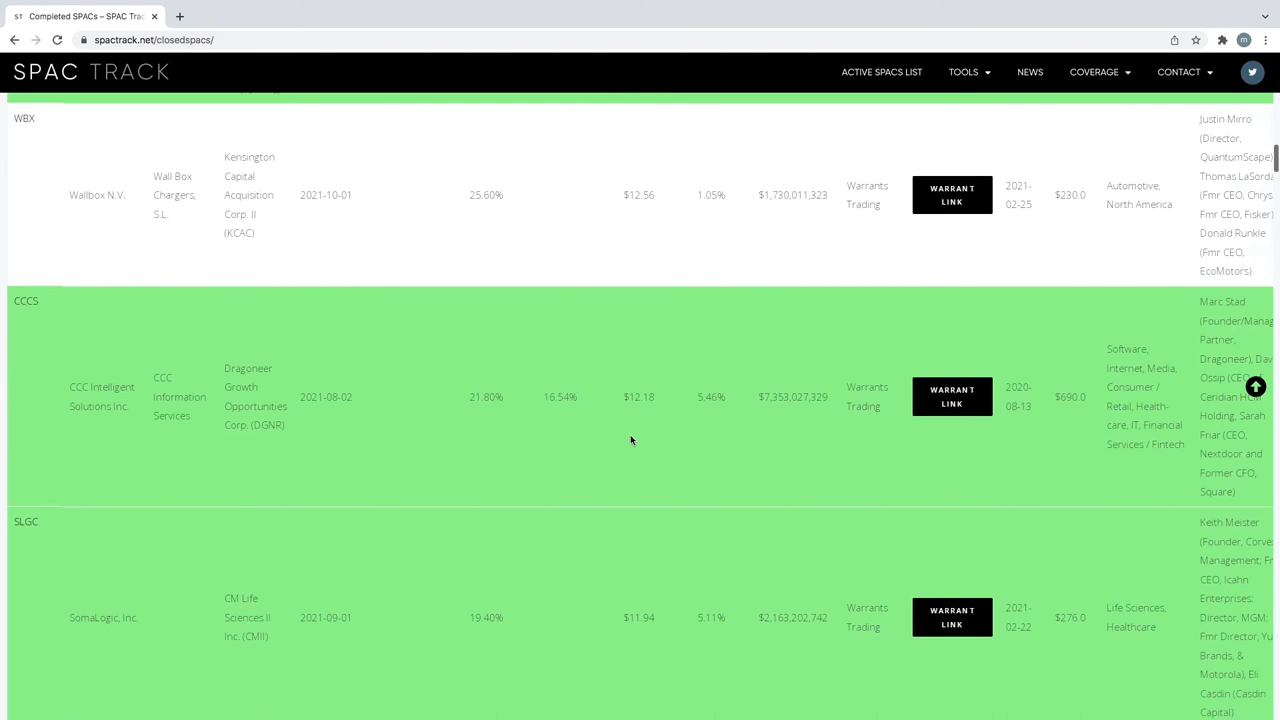 ST Completed SPACs – SPAC Trac
spactrack.net/closedspacs/
m
SPAC TRACK
ACTIVE SPACS LIST
TOOLS
NEWS
COVERAGE
CONTACT
WBX
Wallbox N.V.
Wall Box
Chargers,
S.L.
Kensington
Capital
Acquisition
Corp. II
(KCAC)
2021-10-01
25.60%
$12.56
1.05%
$1,730,011,323
Warrants
Trading
WARRANT
LINK
2021-
02-25
$230.0
Automotive,
North America
Justin Mirro
(Director,
QuantumScape)
Thomas LaSorda
(Fmr CEO, Chrys
Fmr CEO, Fisker)
Donald Runkle
(Fmr CEO,
EcoMotors)
CCCS
CCC Intelligent
Solutions Inc.
CCC
Information
Services
Dragoneer
Growth
Opportunities
Corp. (DGNR)
2021-08-02
21.80%
16.54%
$12.18
5.46%
$7,353,027,329
Warrants
Trading
WARRANT
LINK
2020-
08-13
$690.0
Software,
Internet, Media,
Consumer /
Retail, Health-
care, IT, Financial
Services / Fintech
Marc Stad
(Founder/Manag
Partner,
Dragoneer), Dav
Ossip (CEO,
Ceridian HCM
Holding, Sarah
Friar (CEO,
Nextdoor and
Former CFO,
Square)
SLGC
SomaLogic, Inc.
CM Life
Sciences II
Inc. (CMII)
2021-09-01
19.40%
$11.94
5.11%
$2,163,202,742
Warrants
Trading
WARRANT
LINK
2021-
02-22
$276.0
Life Sciences,
Healthcare
Keith Meister
(Founder, Corve
Management; Fr
CEO, Icahn
Enterprises;
Director, MGM;
Fmr Director, Yu
Brands, &
Motorola), Eli
Casdin (Casdin
Capital)